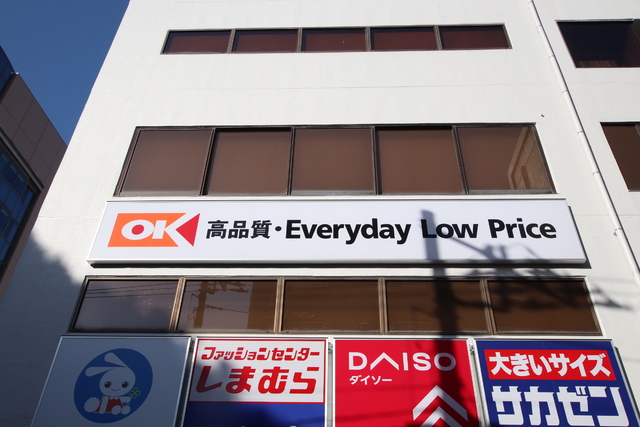 OK 高品質・Everyday Low Price
ファッションセンター
しまむら
DAISO
ダイソー
大きいサイズ
サカゼン